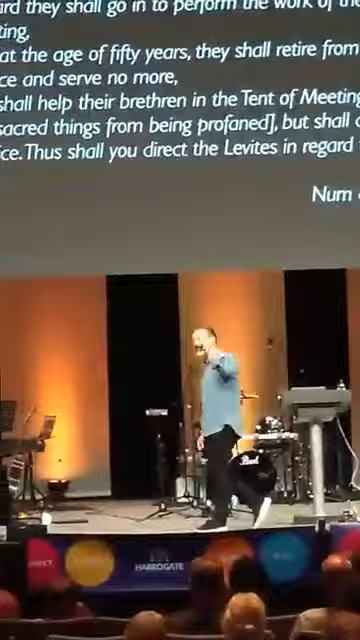 ard they shall go in to perform the work of the
ting,
at the age of fifty years, they shall retire from
ce and serve no more,
shall help their brethren in the Tent of Meeting
sacred things from being profaned], but shall
ice. Thus shall you direct the Levites in regard
Num
Pearl
HARROGATE